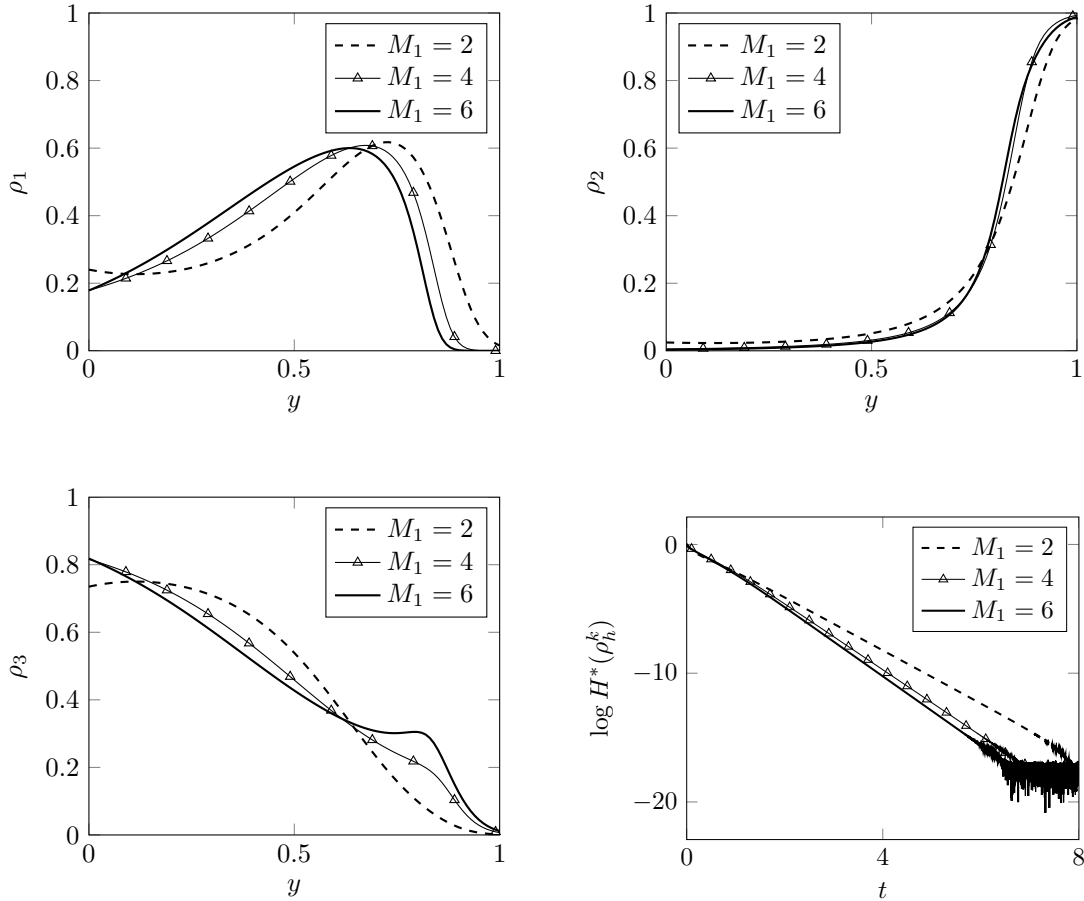 ρ₁
1
0.8
0.6
0.4
0.2
0
0
0.5
1
y
M₁ = 2
M₁ = 4
M₁ = 6
ρ₂
1
0.8
0.6
0.4
0.2
0
0
0.5
1
y
M₁ = 2
M₁ = 4
M₁ = 6
ρ₃
1
0.8
0.6
0.4
0.2
0
0
0.5
1
y
M₁ = 2
M₁ = 4
M₁ = 6
log H*(ρₕᵏ)
0
−10
−20
0
4
8
t
M₁ = 2
M₁ = 4
M₁ = 6